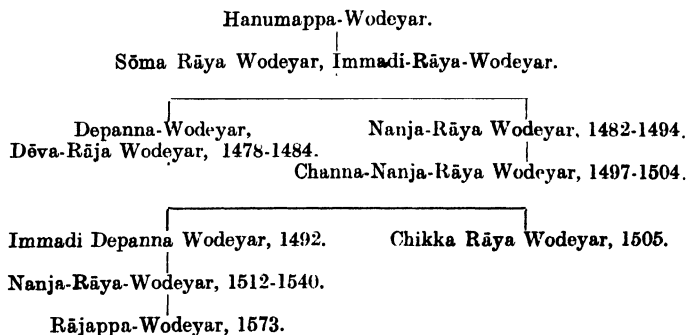 Hanumappa-Wodeyar.
Sōma Rāya Wodeyar, Immadi-Rāya-Wodeyar.
Depanna-Wodeyar, Nanja-Rāya Wodeyar, 1482-1494.
Dēva-Rāja Wodeyar, 1478-1484.
Channa-Nanja-Rāya Wodeyar, 1497-1504.
Immadi Depanna Wodeyar, 1492. Chikka Rāya Wodeyar, 1505.
Nanja-Rāya-Wodeyar, 1512-1540.
Rājappa-Wodeyar, 1573.